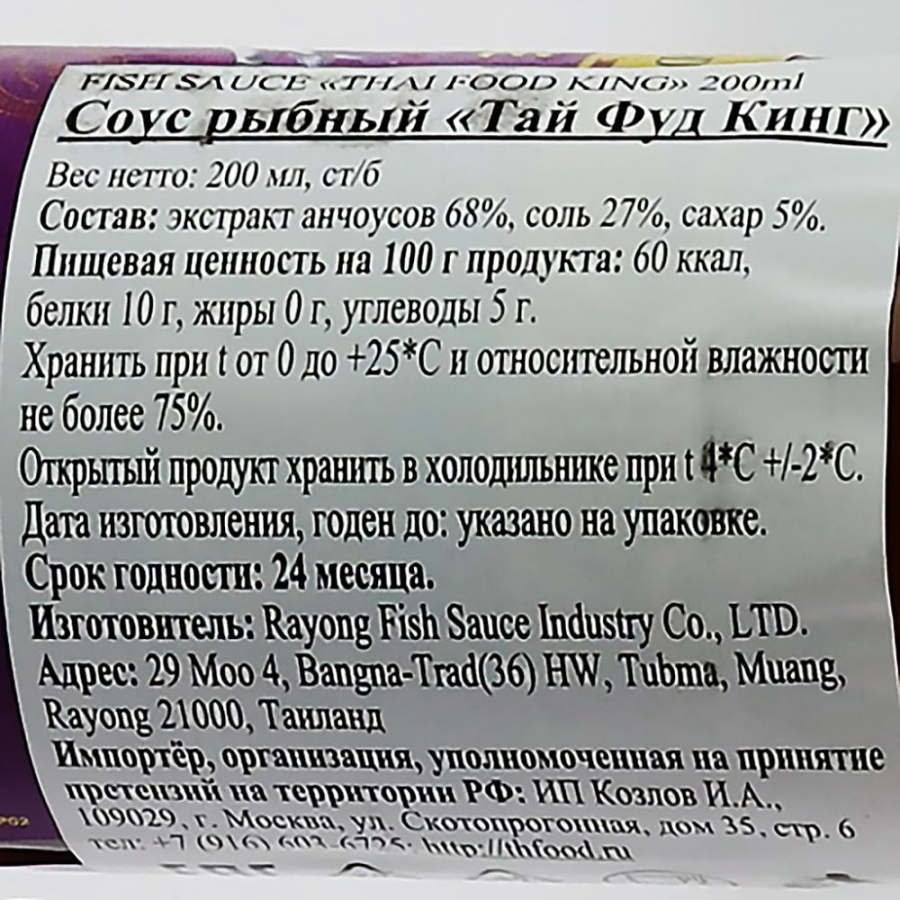 FISH SAUCE «THAI FOOD KING» 200ml
Соус рыбный «Тай Фуд Кинг»
Вес нетто: 200 мл, ст/б
Состав: экстракт анчоусов 68%, соль 27%, сахар 5%.
Пищевая ценность на 100 г продукта: 60 ккал,
белки 10 г, жиры 0 г, углеводы 5 г.
Хранить при t от 0 до +25*С и относительной влажности
не более 75%.
Открытый продукт хранить в холодильнике при t 4*С +/-2*С.
Дата изготовления, годен до: указано на упаковке.
Срок годности: 24 месяца.
Изготовитель: Rayong Fish Sauce Industry Co., LTD.
Адрес: 29 Moo 4, Bangna-Trad(36) HW, Tubma, Muang,
Rayong 21000, Таиланд
Импортёр, организация, уполномоченная на принятие
претензий на территории РФ: ИП Козлов И.А.,
109029, г. Москва, ул. Скотопрогонная, дом 35, стр. 6
тел: +7 (916) 603-6725; http://thfood.ru